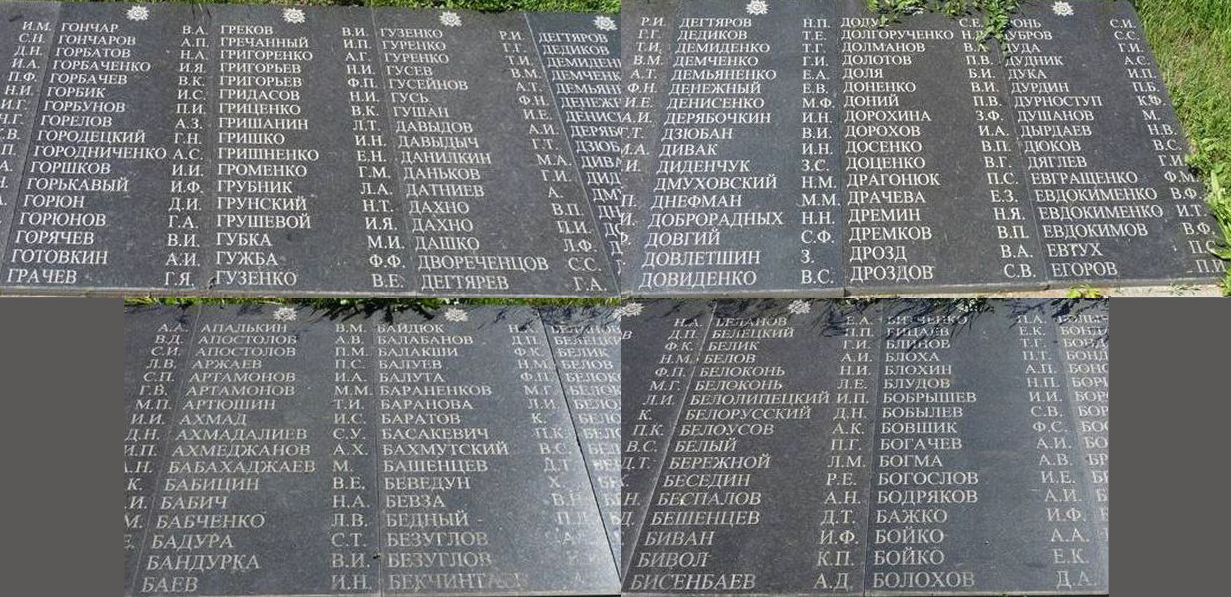 И.М.
С.Н.
Д.Н.
И.А.
П.Ф.
Н.И.
И.Г.
ГОНЧАР В.А.
ГОНЧАРОВ А.П.
ГОРБАТОВ Н.А.
ГОРБАЧЕНКО И.Я.
ГОРБАЧЕВ В.К.
ГОРБИК И.С.
ГОРБУНОВ П.И.
ГОРЕЛОВ А.З.
ГОРОДЕЦКИЙ Г.Н.
ГОРОДНИЧЕНКО А.С.
ГОРШКОВ И.И.
ГОРЬКАВЫЙ И.Ф.
ГОРЮН Д.И.
ГОРЮНОВ Г.А.
ГОРЯЧЕВ В.И.
ГОТОВКИН А.И.
ГРАЧЕВ Г.Я.
ГРЕКОВ В.И.
ГРЕЧАННЫЙ И.П.
ГРИГОРЕНКО А.Г.
ГРИГОРЬЕВ Н.И.
ГРИГОРЬЕВ Ф.П.
ГРИДАСОВ Н.И.
ГРИЦЕНКО В.К.
ГРИШАНИН Л.Т.
ГРИШКО И.Н.
ГРИШНЕНКО Е.Н.
ГРОМЕНКО Г.М.
ГРУБНИК Л.А.
ГРУНСКИЙ Н.Т.
ГРУШЕВОЙ И.Я.
ГУБКА М.И.
ГУЖБА Ф.Ф.
ГУЗЕНКО В.Е.
ГУЗЕНКО Р.И.
ГУРЕНКО Г.Г.
ГУРЕНКО Т.И.
ГУСЕВ В.М.
ГУСЕЙНОВ А.Т.
ГУСЬ Ф.Н.
ГУШАН И.Е.
ДАВЫДОВ А.И.
ДАВЫДЫЧ Г.Т.
ДАНИЛКИН М.А.
ДАНЬКОВ Г.И.
ДАТНИЕВ А.
ДАХНО В.П.
ДАХНО П.И.
ДАШКО Л.Ф.
ДВОРЕЧЕНЦОВ С.С.
ДЕГТЯРЕВ Г.А.
ДЕГТЯРОВ
ДЕДИКОВ
Р.И. ДЕГТЯРОВ Н.П.
Г.Г. ДЕДИКОВ Т.Е.
Т.И. ДЕМИДЕНКО Т.Г.
В.М. ДЕМЧЕНКО Г.И.
А.Т. ДЕМЬЯНЕНКО Е.А.
Ф.Н. ДЕНЕЖНЫЙ Е.В.
И.Е. ДЕНИСЕНКО М.Ф.
А.И. ДЕРЯБОЧКИН И.Н.
Г.Т. ДЗЮБАН В.И.
М.А. ДИВАК И.Н.
ДИДЕНЧУК З.С.
ДМУХОВСКИЙ Н.М.
ДНЕФМАН М.М.
ДОБРОРАДНЫХ Н.Н.
ДОВГИЙ С.Ф.
ДОВЛЕТШИН З.
ДОВИДЕНКО В.С.
С.Е.
ДОЛГОРУЧЕННО
ДОЛМАНОВ
ДОЛОТОВ П.В.
ДОЛЯ Б.И.
ДОНЕНКО В.И.
ДОНИЙ П.В.
ДОРОХИНА З.Ф.
ДОРОХОВ И.А.
ДОСЕНКО В.П.
ДОЦЕНКО В.Г.
ДРАГОНЮК П.С.
ДРАЧЕВА Е.З.
ДРЕМИН Н.Я.
ДРЕМКОВ В.П.
ДРОЗД В.А.
ДРОЗДОВ С.В.
С.И.
ДУБРОВ С.С.
ДУДА Г.И.
ДУДНИК А.С.
ДУКА И.П.
ДУРДИН П.Б.
ДУРНОСТУП К.Ф.
ДУШАНОВ М.
ДЫРДАЕВ Н.В.
ДЮКОВ В.С.
ДЯГЛЕВ Г.И.
ЕВГРАШЕНКО Ф.М.
ЕВДОКИМЕНКО В.Ф.
ЕВДОКИМЕНКО И.Т.
ЕВДОКИМОВ В.Ф.
ЕВТУХ П.С.
ЕГОРОВ П.
А.А. АПАЛЬКИН В.М.
В.Д. АПОСТОЛОВ А.В.
С.И. АПОСТОЛОВ П.М.
Л.В. АРЖАЕВ П.С.
С.П. АРТАМОНОВ И.А.
Г.В. АРТАМОНОВ М.М.
М.П. АРТЮШИН Т.И.
И.И. АХМАД И.С.
Д.Н. АХМАДАЛИЕВ С.У.
И.П. АХМЕДЖАНОВ А.Х.
А.Н. БАБАХАДЖАЕВ М.
К. БАБИЦИН В.Е.
БАБИЧ Н.А.
БАБЧЕНКО Л.В.
БАДУРА С.Т.
БАНДУРКА В.И.
БАЕВ И.Н.
БАЙДЮК Н.А.
БАЛАБАНОВ Д.П.
БАЛАКШИ Ф.К.
БАЛУЕВ Н.М.
БАЛУТА Ф.П.
БАРАНЕНКОВ М.Г.
БАРАНОВА Л.И.
БАРАТОВ К.
БАСАКЕВИЧ П.К.
БАХМУТСКИЙ В.С.
БАШЕНЦЕВ Д.Т.
БЕВЕДУН Х.
БЕВЗА В.Н.
БЕДНЫЙ П.Д.
БЕЗУГЛОВ
БЕЗУГЛОВ
БЕКЧИНТАЕВ
Н.А. БЕЛАНОВ Е.А.
Д.П. БЕЛЕЦКИЙ Н.П.
Ф.К. БЕЛИК Г.И.
Н.М. БЕЛОВ А.И.
Ф.П. БЕЛОКОНЬ Н.И.
М.Г. БЕЛОКОНЬ Л.Е.
Л.И. БЕЛОЛИПЕЦКИЙ И.П.
К. БЕЛОРУССКИЙ Д.Н.
П.К. БЕЛОУСОВ А.К.
В.С. БЕЛЫЙ П.Г.
Д.Т. БЕРЕЖНОЙ Л.М.
БЕСЕДИН Р.Е.
БЕСПАЛОВ А.Н.
БЕШЕНЦЕВ Д.Т.
БИВАН И.Ф.
БИВОЛ К.П.
БИСЕНБАЕВ А.Д.
БИТЧЕНКО П.А.
БИЦАЕВ Е.К.
БЛИНОВ Т.Г.
БЛОХА П.Т.
БЛОХИН А.П.
БЛУДОВ Н.П.
БОБРЫШЕВ И.И.
БОБЫЛЕВ С.В.
БОВШИК Ф.С.
БОГАЧЕВ А.И.
БОГМА А.В.
БОГОСЛОВ И.Е.
БОДРЯКОВ А.И.
БАЖКО И.Ф.
БОЙКО А.А.
БОЙКО Е.К.
БОЛОХОВ Д.А.